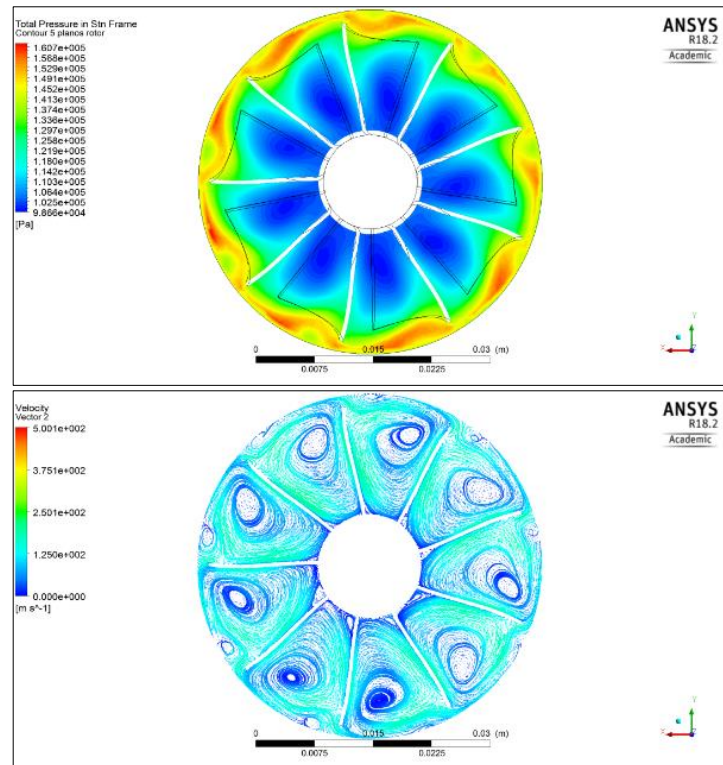 Total Pressure in Stn Frame
Contour 5 planos rotor
1.607e+005
1.568e+005
1.529e+005
1.491e+005
1.452e+005
1.413e+005
1.374e+005
1.336e+005
1.297e+005
1.258e+005
1.219e+005
1.180e+005
1.142e+005
1.103e+005
1.064e+005
1.025e+005
9.866e+004
[Pa]
ANSYS
R18.2
Academic
0 0.015 0.03 (m)
0.0075 0.0225
Y
X
Z
Velocity
Vector 2
5.001e+002
3.751e+002
2.501e+002
1.250e+002
0.000e+000
[m s^-1]
ANSYS
R18.2
Academic
0 0.015 0.03 (m)
0.0075 0.0225
Y
X
Z